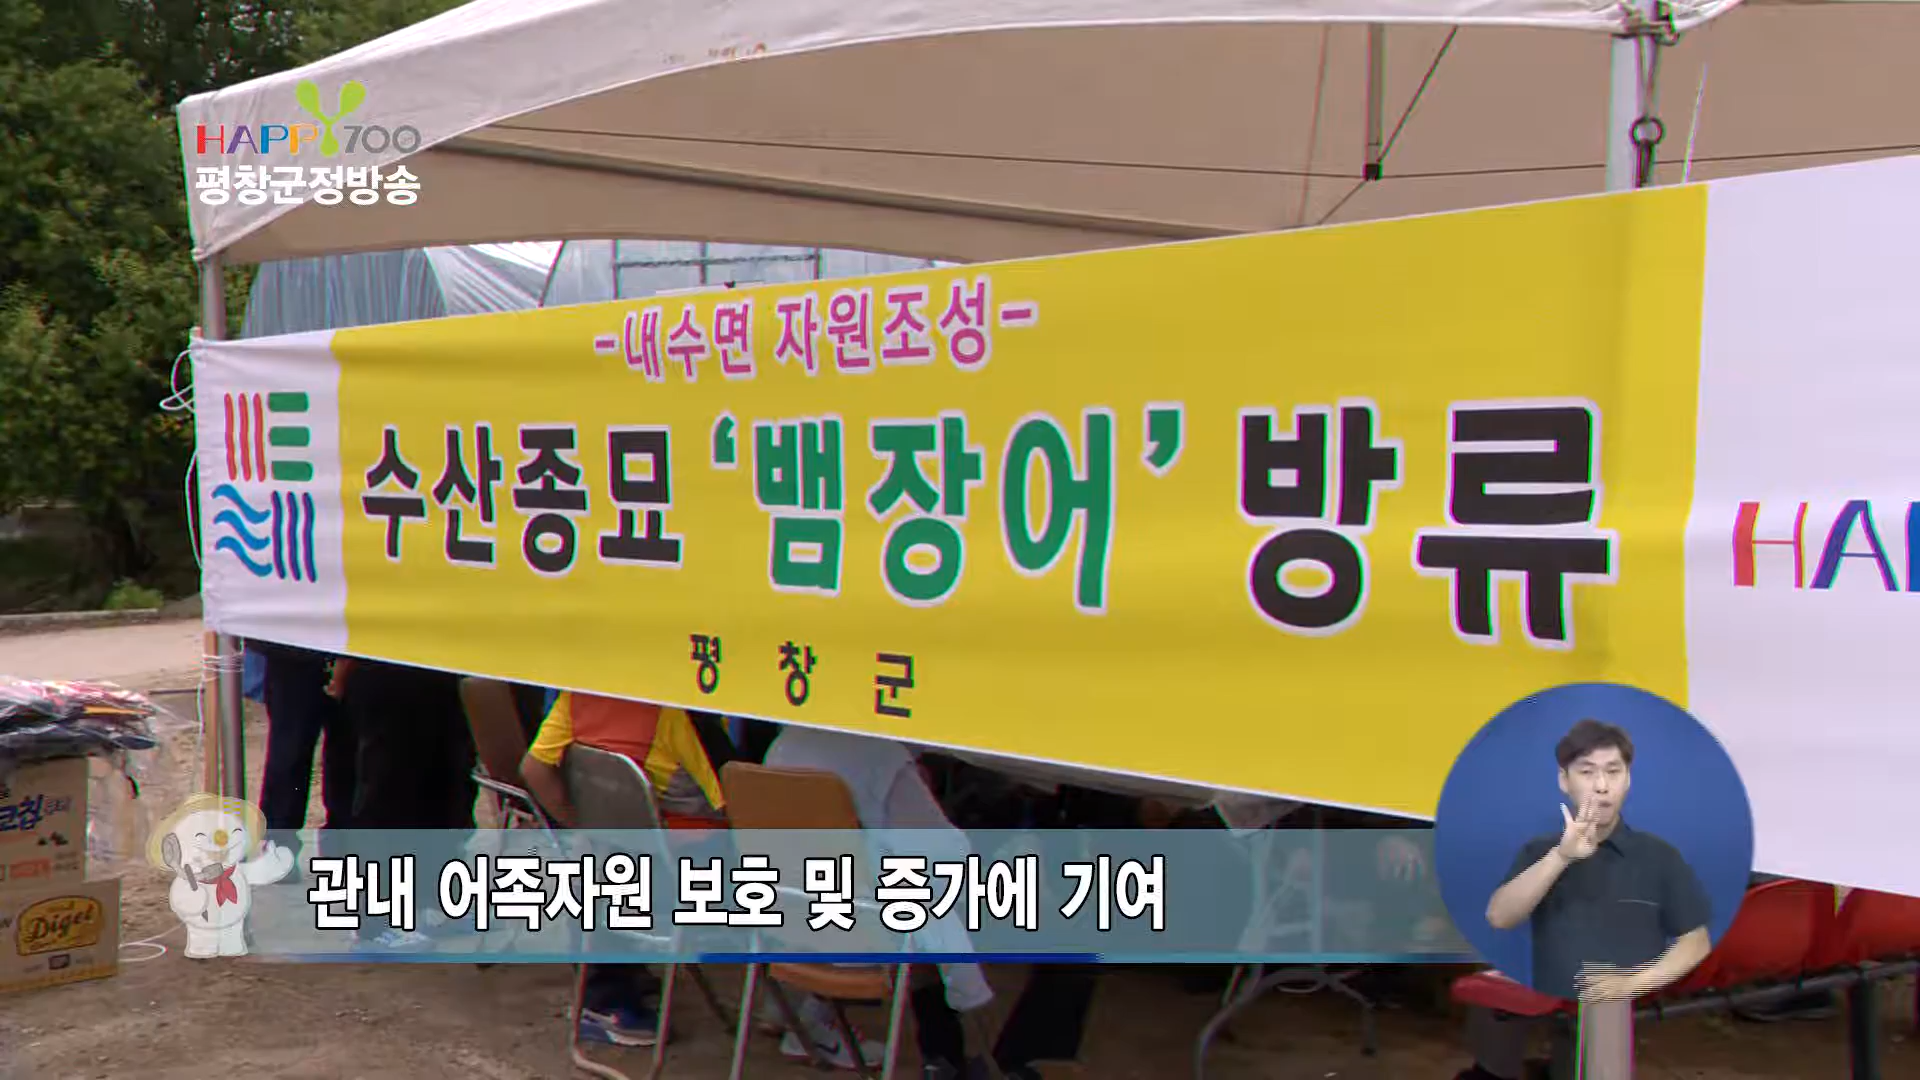 HAPPY700
평창군정방송
-내수면 자원조성-
수산종묘 '뱀장어' 방류
평창군
HA
Diget
관내 어족자원 보호 및 증가에 기여